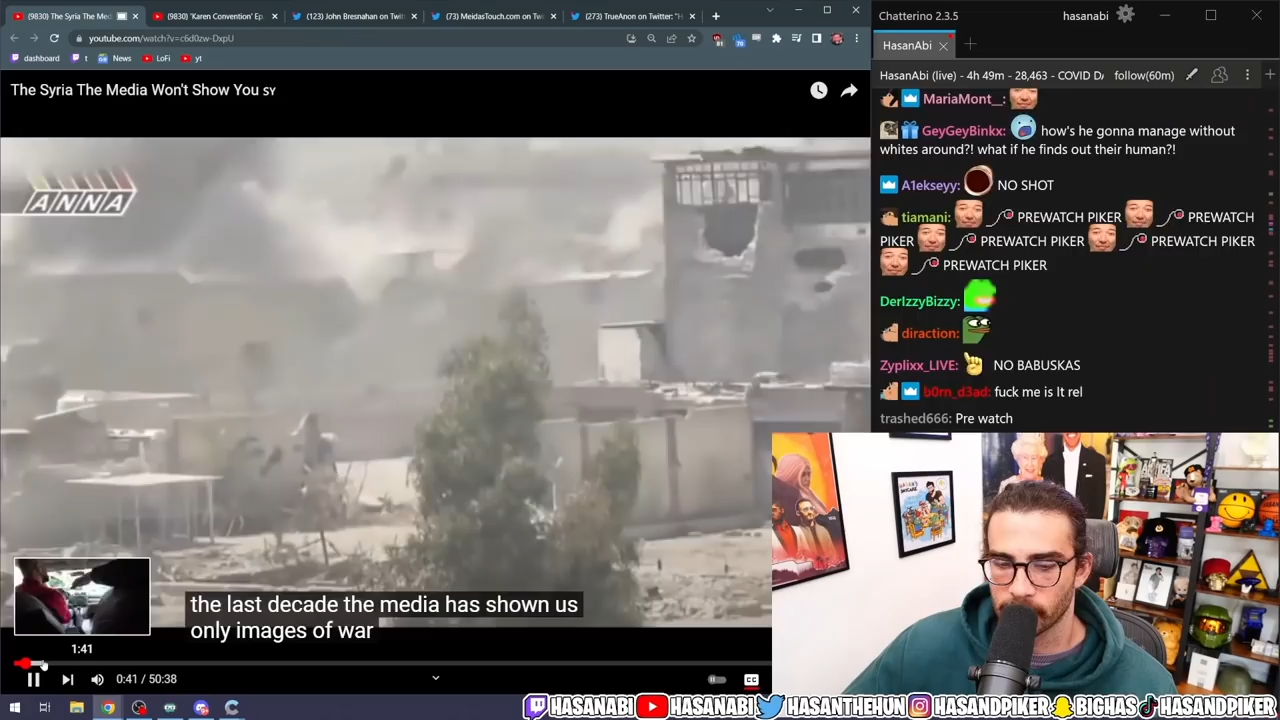 (9830) The Syria The Med
(9830) 'Karen Convention' Ep.
(123) John Bresnahan on Twit
(73) MeidasTouch.com on Tw
(273) TrueAnon on Twitter: "H
youtube.com/watch?v=c6d0zw-DxpU
dashboard
t
News
LoFi
yt
The Syria The Media Won't Show You SY
ANNA
the last decade the media has shown us
only images of war
1:41
0:41 / 50:38
CC
Chatterino 2.3.5
hasanabi
HasanAbi
HasanAbi (live) - 4h 49m - 28,463 - COVID DA
follow(60m)
MariaMont__:
GeyGeyBinkx: how's he gonna manage without
whites around?! what if he finds out their human?!
A1ekseyy: NO SHOT
tiamani: PREWATCH PIKER PREWATCH
PIKER PREWATCH PIKER PREWATCH PIKER
PREWATCH PIKER
DerIzzyBizzy:
diraction:
Zyplixx_LIVE: NO BABUSKAS
b0rn_d3ad: fuck me is It rel
trashed666: Pre watch
HASANABI HASANABI HASANTHEHUN HASANDPIKER BIGHAS HASANDPIKER